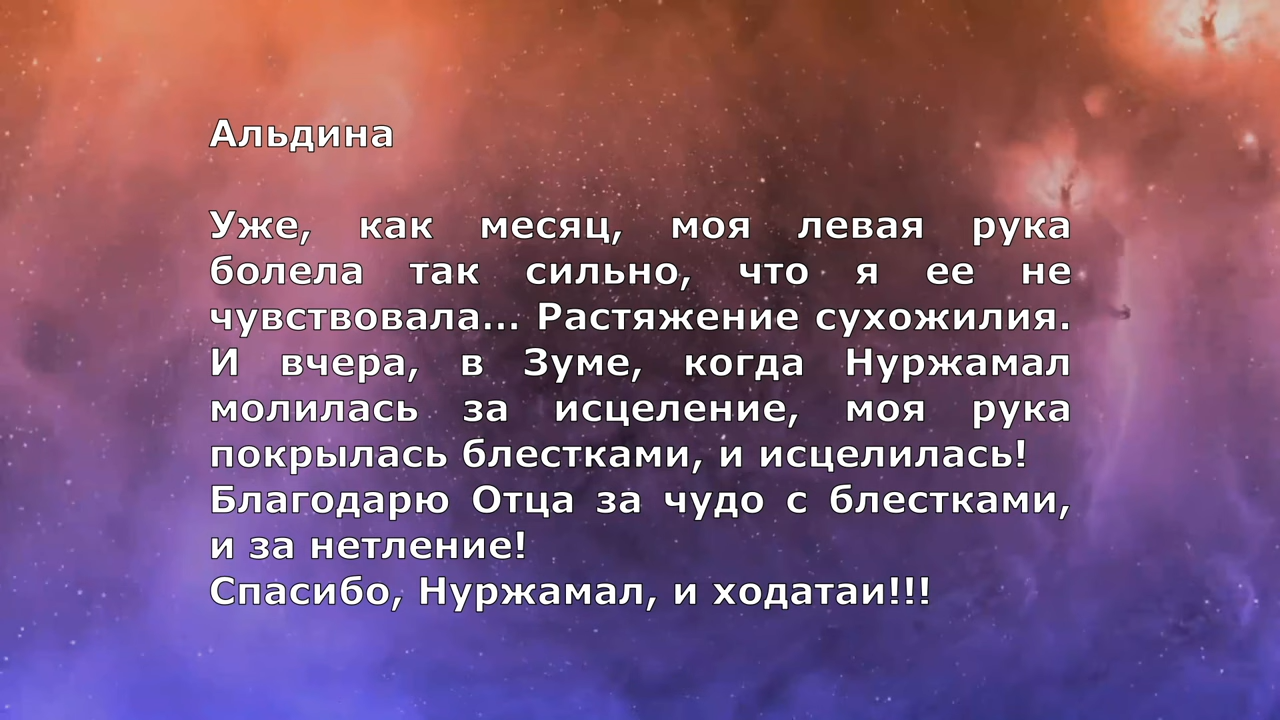 Альдина
Уже, как месяц, моя левая рука
болела так сильно, что я ее не
чувствовала... Растяжение сухожилия.
И вчера, в Зуме, когда Нуржамал
молилась за исцеление, моя рука
покрылась блестками, и исцелилась!
Благодарю Отца за чудо с блестками,
и за нетление!
Спасибо, Нуржамал, и ходатаи!!!